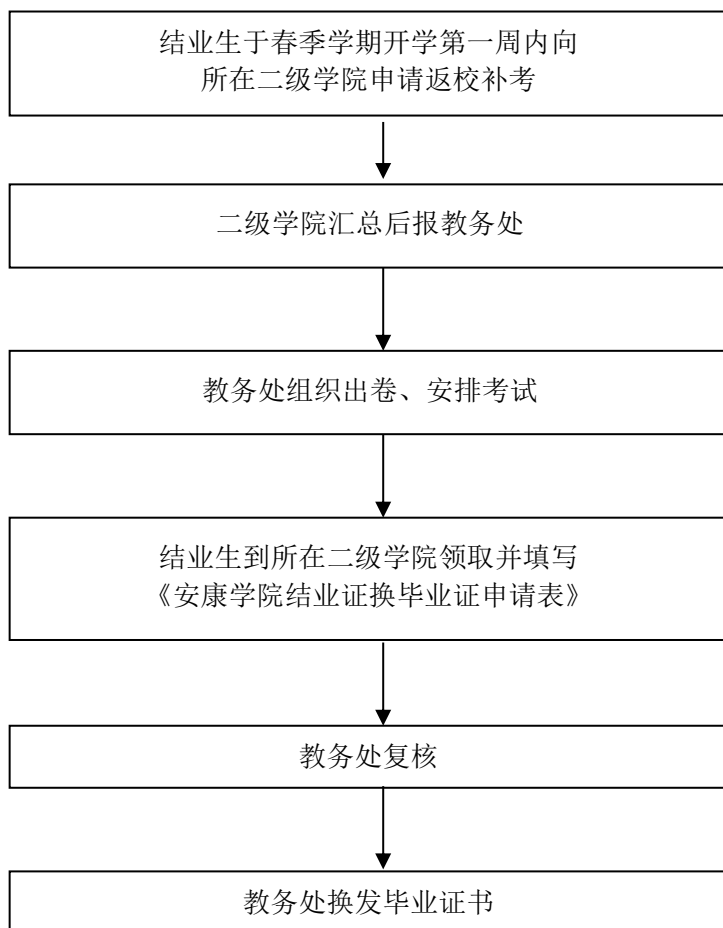 结业生于春季学期开学第一周内向
所在二级学院申请返校补考
二级学院汇总后报教务处
教务处组织出卷、安排考试
结业生到所在二级学院领取并填写
《安康学院结业证换毕业证申请表》
教务处复核
教务处换发毕业证书